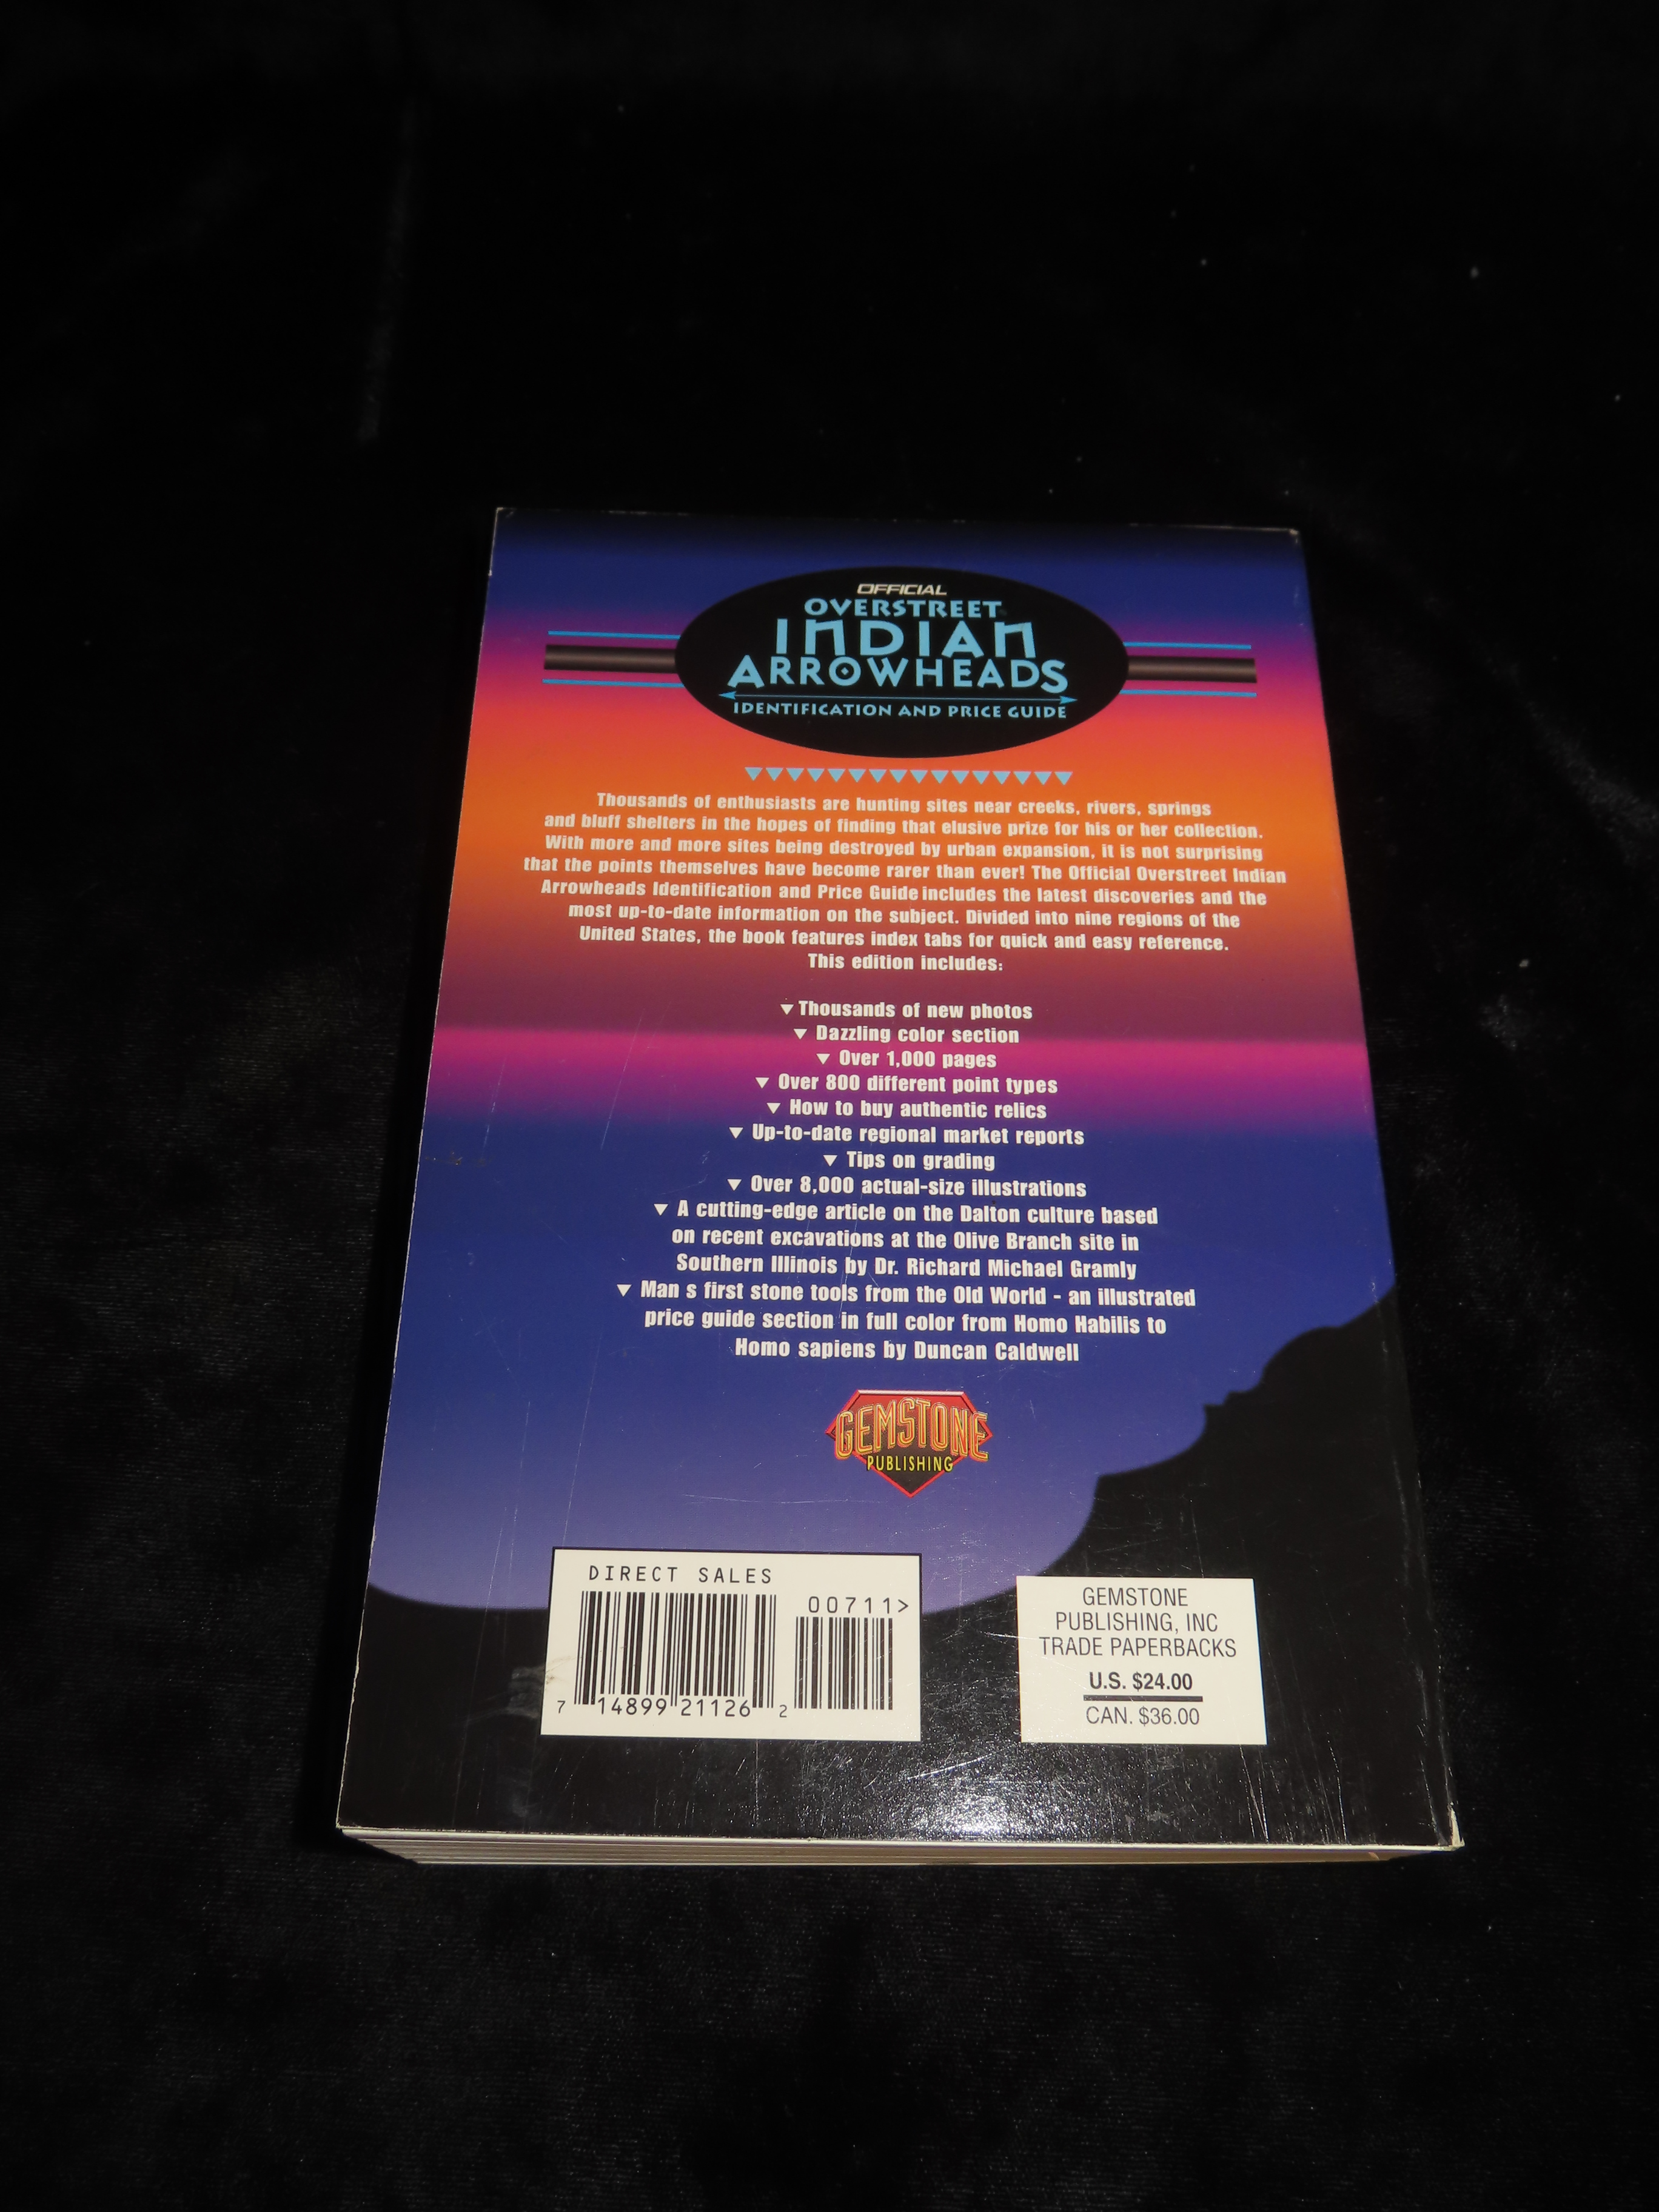 OFFICIAL
OVERSTREET
INDIAN
ARROWHEADS
IDENTIFICATION AND PRICE GUIDE
Thousands of enthusiasts are hunting sites near creeks, rivers, springs
and bluff shelters in the hopes of finding that elusive prize for his or her collection.
With more and more sites being destroyed by urban expansion, it is not surprising
that the points themselves have become rarer than ever! The Official Overstreet Indian
Arrowheads Identification and Price Guide includes the latest discoveries and the
most up-to-date information on the subject. Divided into nine regions of the
United States, the book features index tabs for quick and easy reference.
This edition includes:
▼ Thousands of new photos
▼ Dazzling color section
▼ Over 1,000 pages
▼ Over 800 different point types
▼ How to buy authentic relics
▼ Up-to-date regional market reports
▼ Tips on grading
▼ Over 8,000 actual-size illustrations
▼ A cutting-edge article on the Dalton culture based
on recent excavations at the Olive Branch site in
Southern Illinois by Dr. Richard Michael Gramly
▼ Man s first stone tools from the Old World - an illustrated
price guide section in full color from Homo Habilis to
Homo sapiens by Duncan Caldwell
GEMSTONE
PUBLISHING
DIRECT SALES
00711>
7 14899 21126 2
GEMSTONE
PUBLISHING, INC
TRADE PAPERBACKS
U.S. $24.00
CAN. $36.00